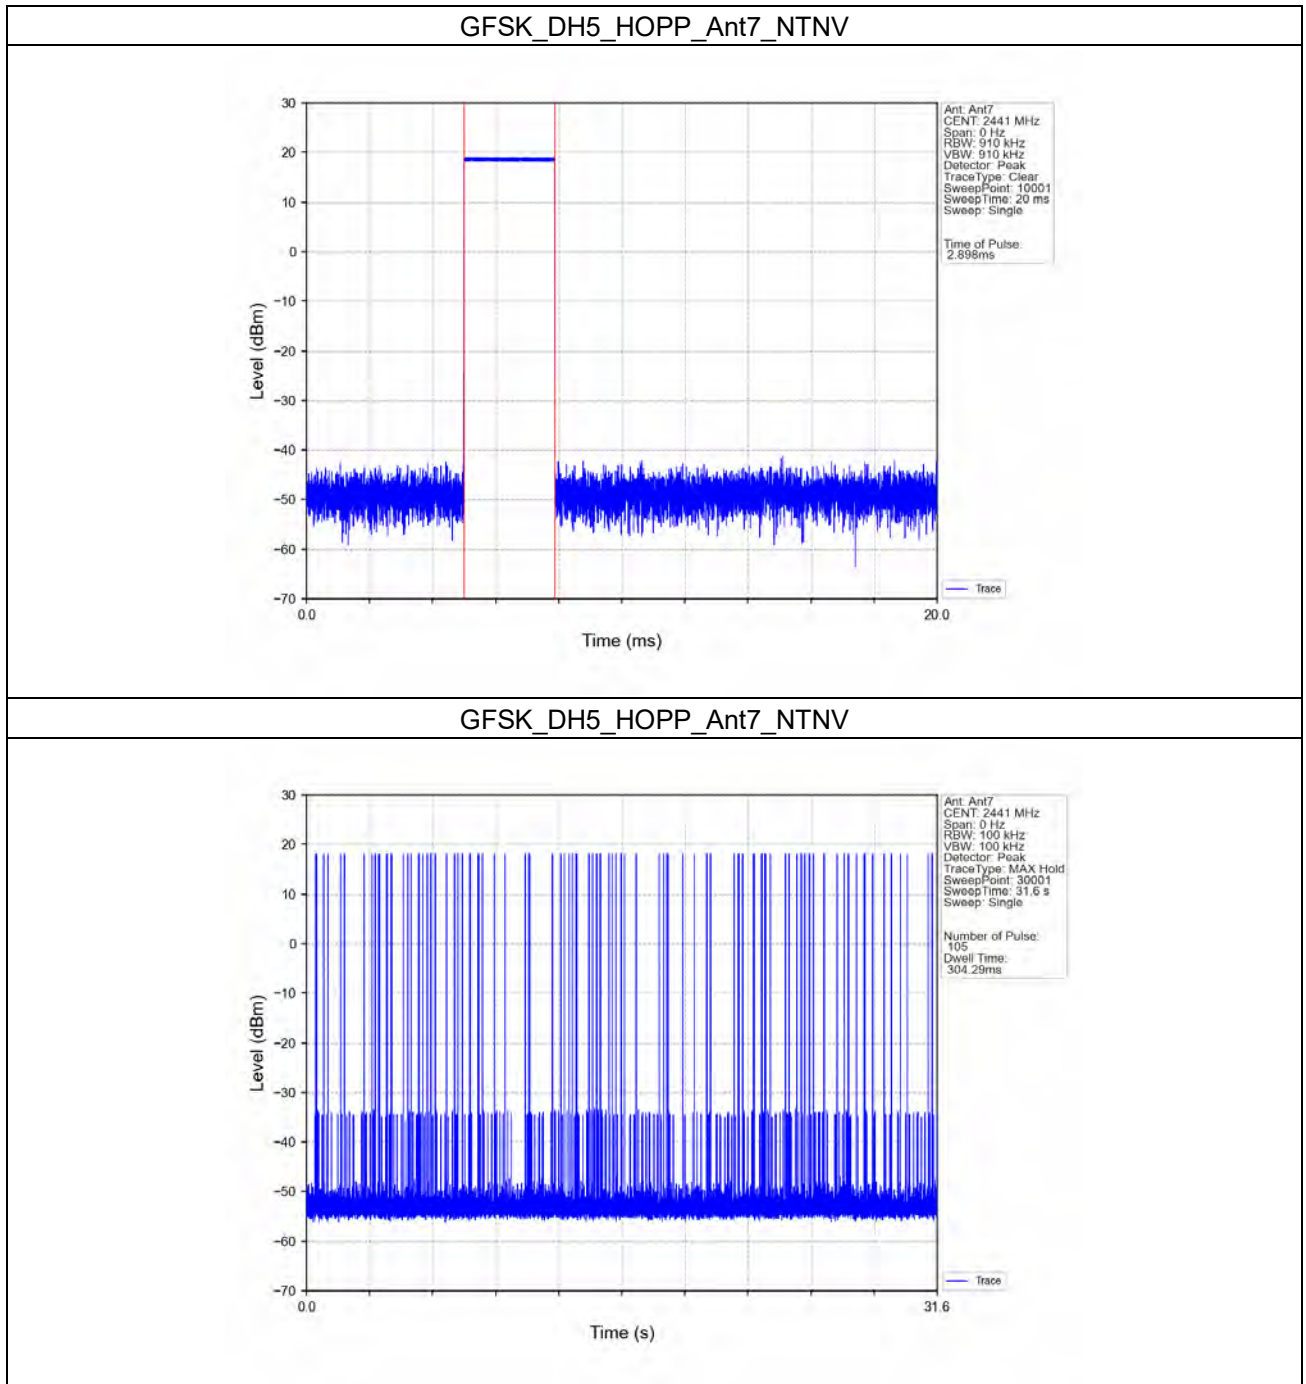 GFSK_DH5_HOPP_Ant7_NTNV
30
20
10
0
−10
−20
−30
−40
−50
−60
−70
Level (dBm)
0.0
20.0
Time (ms)
Ant: Ant7
CENT: 2441 MHz
Span: 0 Hz
RBW: 910 kHz
VBW: 910 kHz
Detector: Peak
TraceType: Clear
SweepPoint: 10001
SweepTime: 20 ms
Sweep: Single
Time of Pulse:
2.898ms
Trace
GFSK_DH5_HOPP_Ant7_NTNV
30
20
10
0
−10
−20
−30
−40
−50
−60
−70
Level (dBm)
0.0
31.6
Time (s)
Ant: Ant7
CENT: 2441 MHz
Span: 0 Hz
RBW: 100 kHz
VBW: 100 kHz
Detector: Peak
TraceType: MAX Hold
SweepPoint: 30001
SweepTime: 31.6 s
Sweep: Single
Number of Pulse:
105
Dwell Time:
304.29ms
Trace